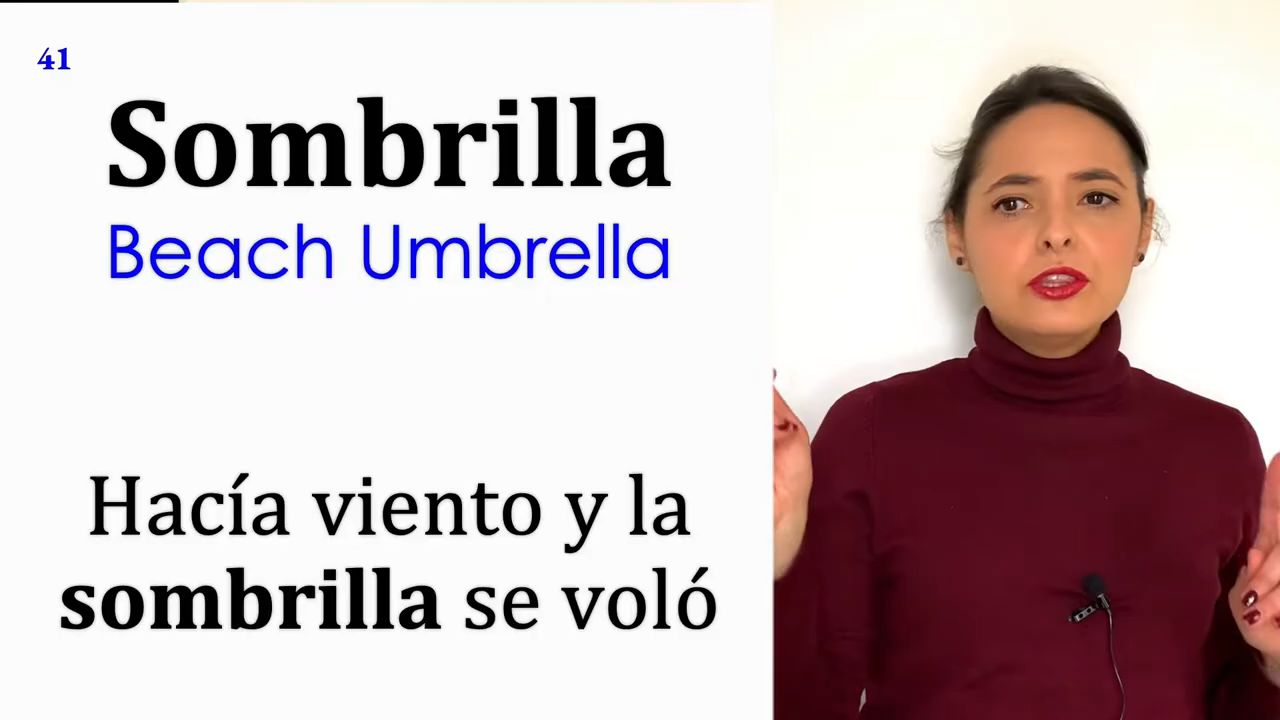 41
Sombrilla
Beach Umbrella
Hacía viento y la
sombrilla se voló